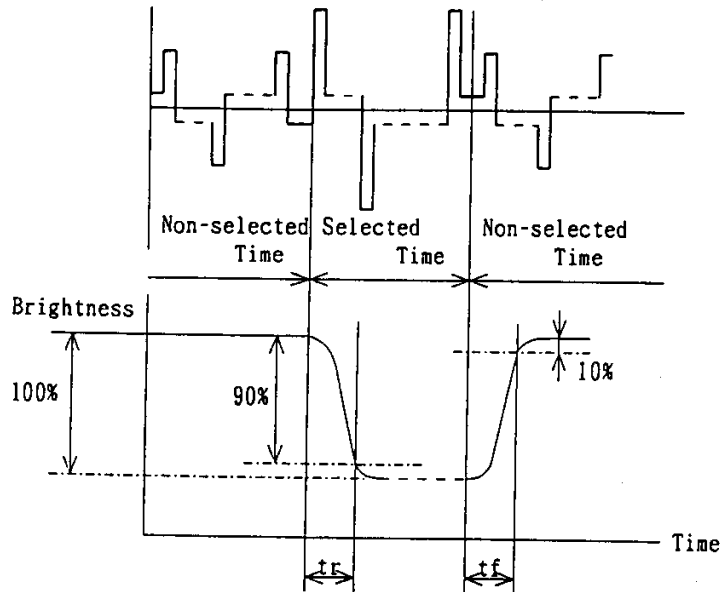 Non-selected
Time
Selected
Time
Non-selected
Time
Brightness
100%
90%
10%
Time
tr
tf